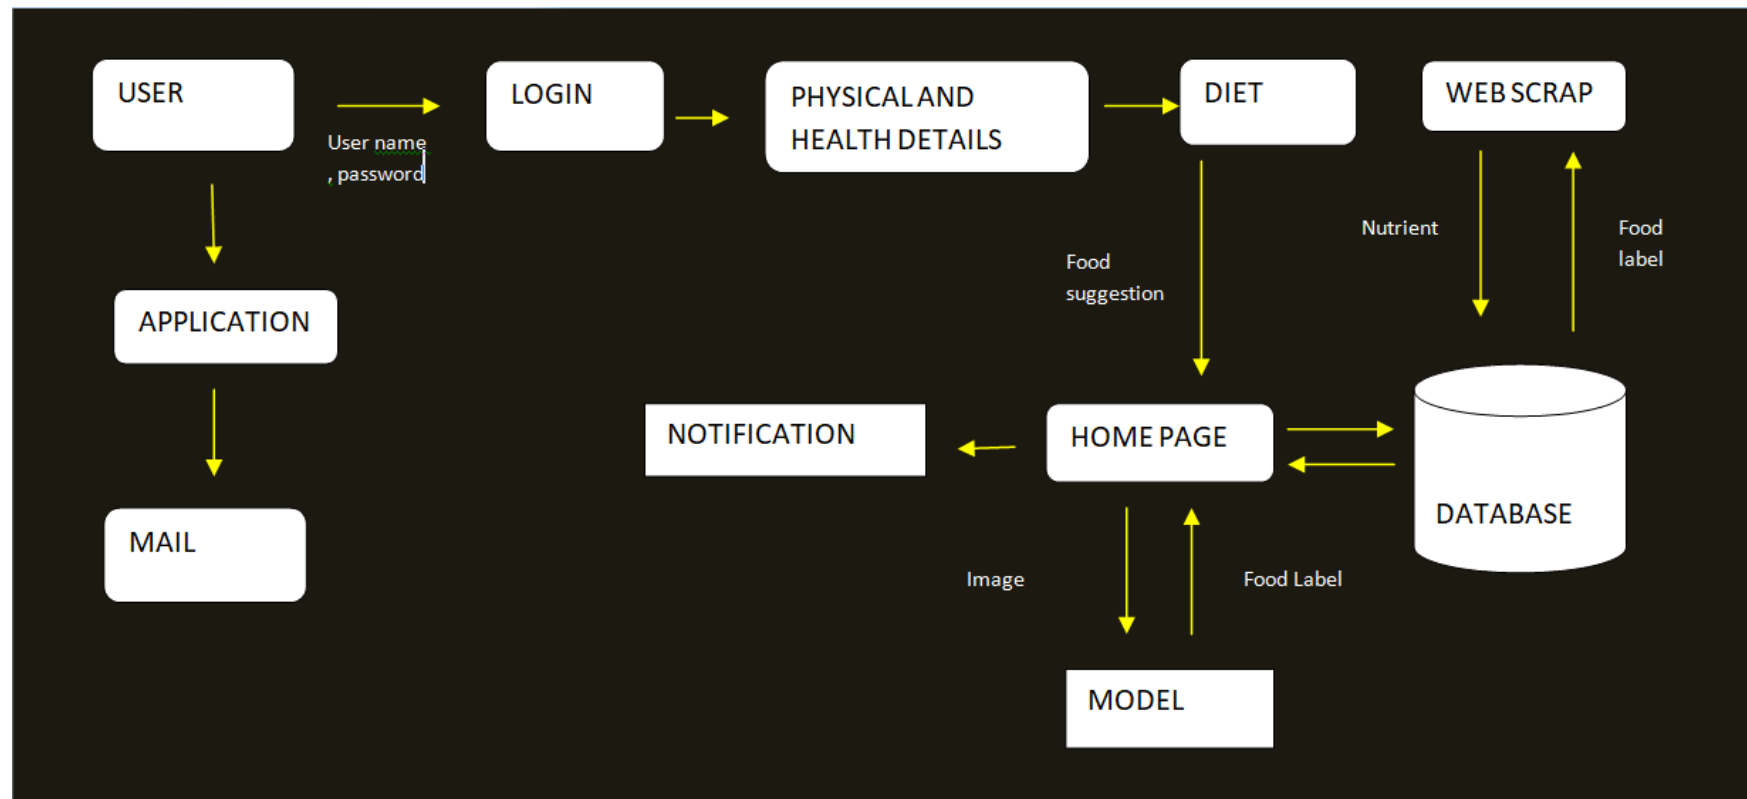 USER
LOGIN
PHYSICAL AND
HEALTH DETAILS
DIET
WEB SCRAP
User name
, password
Nutrient
Food
label
Food
suggestion
APPLICATION
NOTIFICATION
HOME PAGE
DATABASE
MAIL
Image
Food Label
MODEL